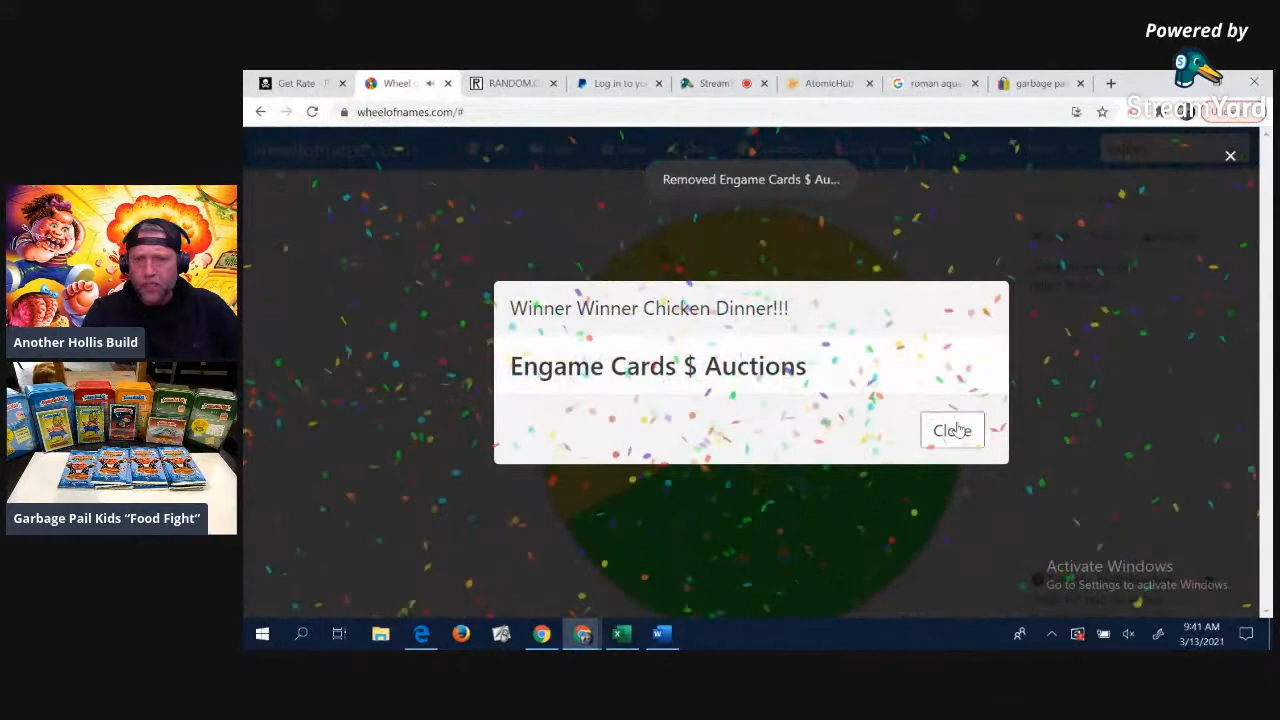 Powered by
StreamYard
Get Rate
Wheel o
RANDOM.
Log in to yo
Stream
AtomicHub
roman aqu
garbage pai
wheelofnames.com/#
Removed Engame Cards $ Au...
Winner Winner Chicken Dinner!!!
Engame Cards $ Auctions
Close
Another Hollis Build
Garbage Pail Kids “Food Fight”
Activate Windows
Go to Settings to activate Windows.
9:41 AM
3/13/2021